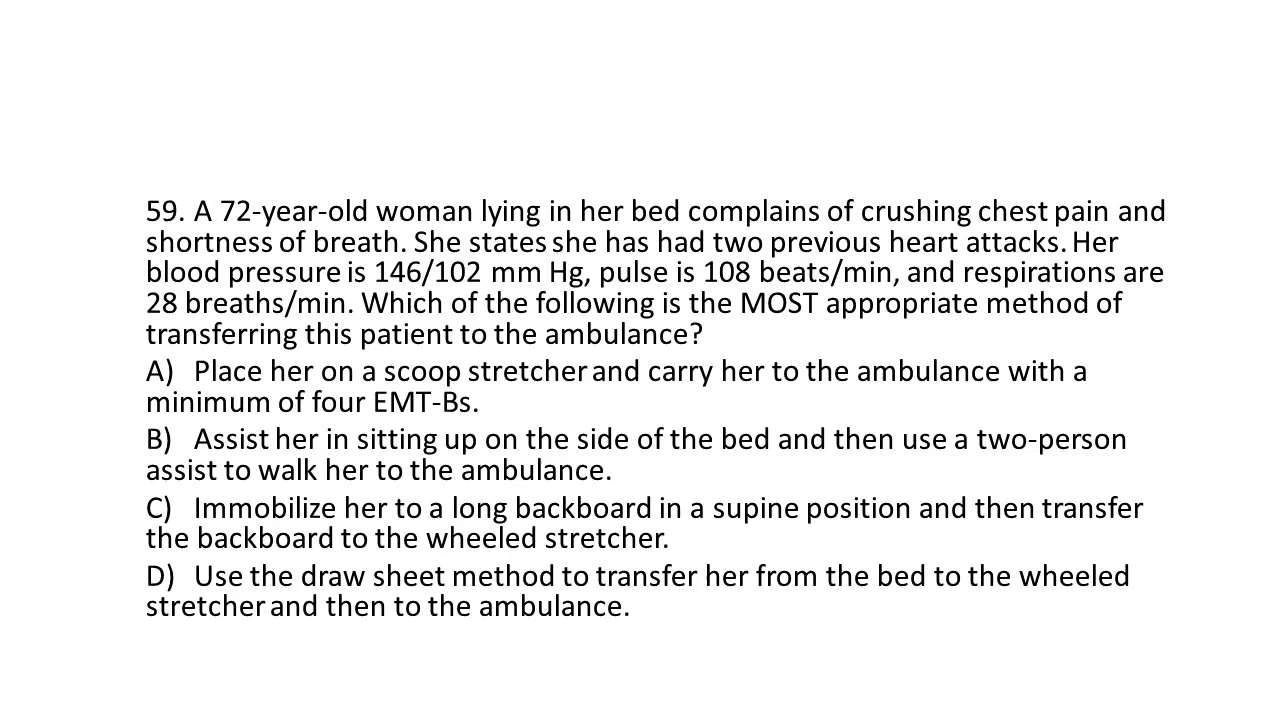 59. A 72-year-old woman lying in her bed complains of crushing chest pain and
shortness of breath. She states she has had two previous heart attacks. Her
blood pressure is 146/102 mm Hg, pulse is 108 beats/min, and respirations are
28 breaths/min. Which of the following is the MOST appropriate method of
transferring this patient to the ambulance?
A) Place her on a scoop stretcher and carry her to the ambulance with a
minimum of four EMT-Bs.
B) Assist her in sitting up on the side of the bed and then use a two-person
assist to walk her to the ambulance.
C) Immobilize her to a long backboard in a supine position and then transfer
the backboard to the wheeled stretcher.
D) Use the draw sheet method to transfer her from the bed to the wheeled
stretcher and then to the ambulance.